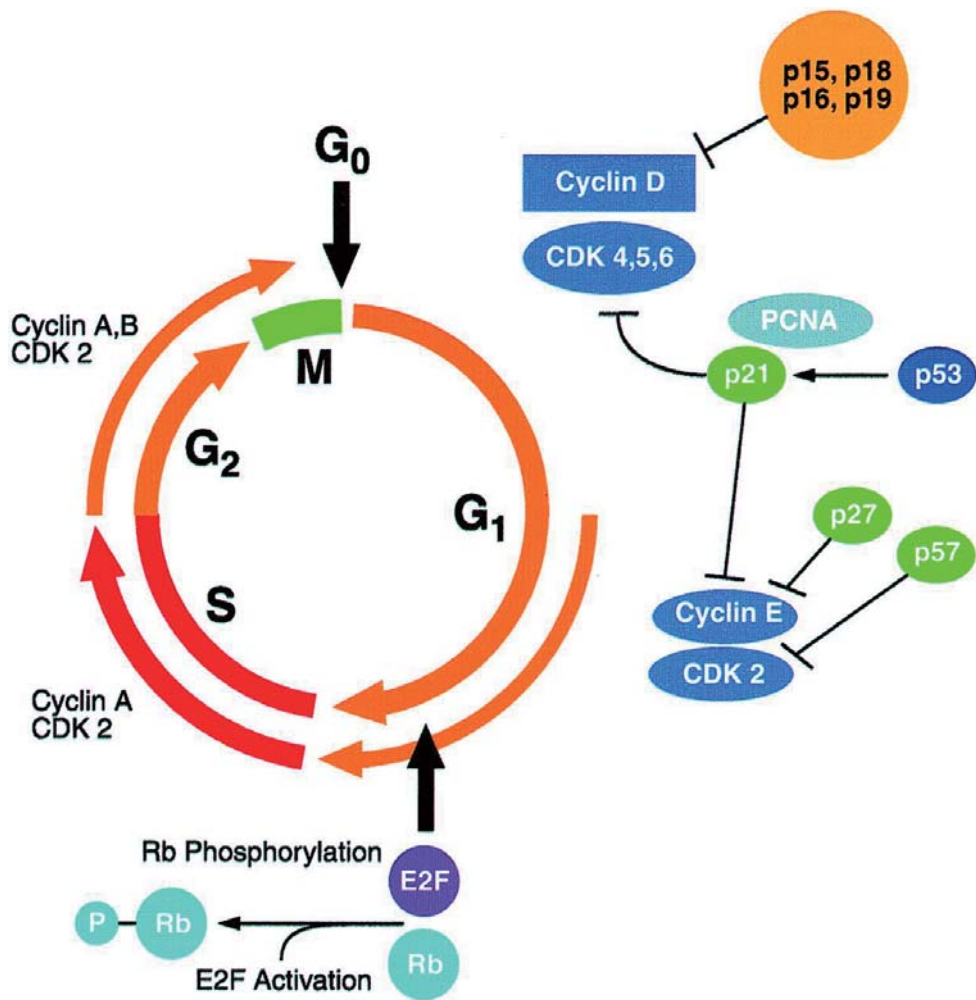 p15, p18
p16, p19
G0
Cyclin D
CDK 4,5,6
Cyclin A,B
CDK 2
PCNA
M
p21
p53
G2
G1
p27
p57
S
Cyclin E
CDK 2
Cyclin A
CDK 2
Rb Phosphorylation
E2F
P
Rb
Rb
E2F Activation